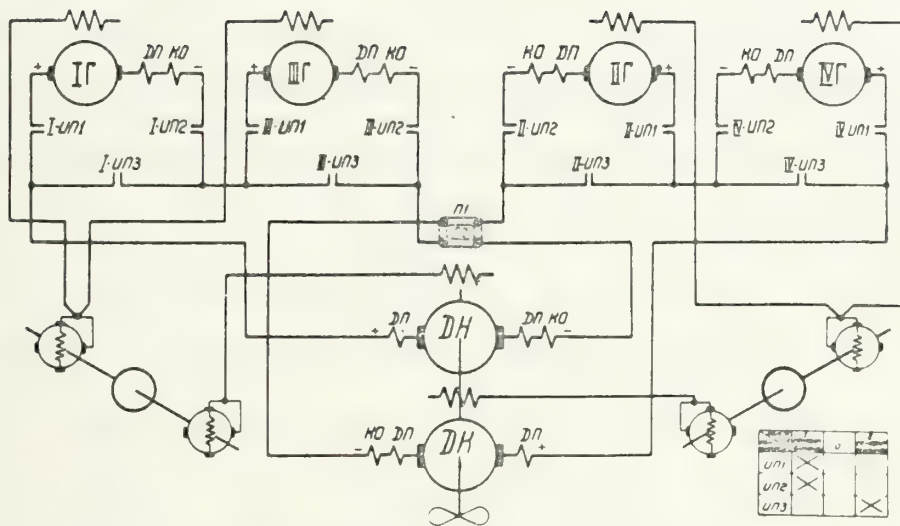 ДП КО
КО ДП
+ IГ -
+ IIIГ -
ДП КО
- IIГ +
КО ДП
- IVГ +
I-ИП1 I-ИП2
III-ИП1 III-ИП2
II-ИП2 II-ИП1
IV-ИП2 IV ИП1
I-ИП3
III-ИП3
II-ИП3
IV-ИП3
П1
+ ДП
ДН
ДП КО -
- КО ДП
ДН
ДП +
0
ИП1
ИП2
ИП3